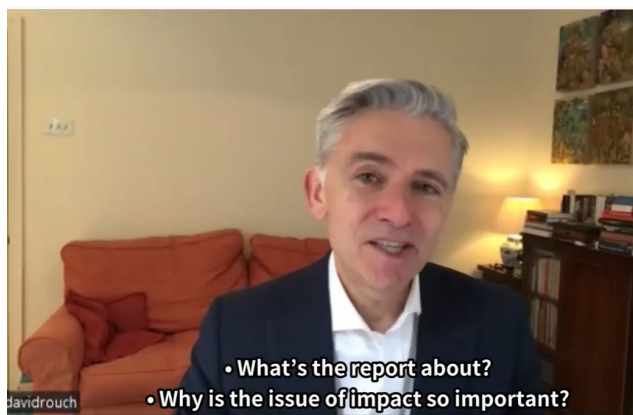 • What's the report about?
• Why is the issue of impact so important?
davidrouch